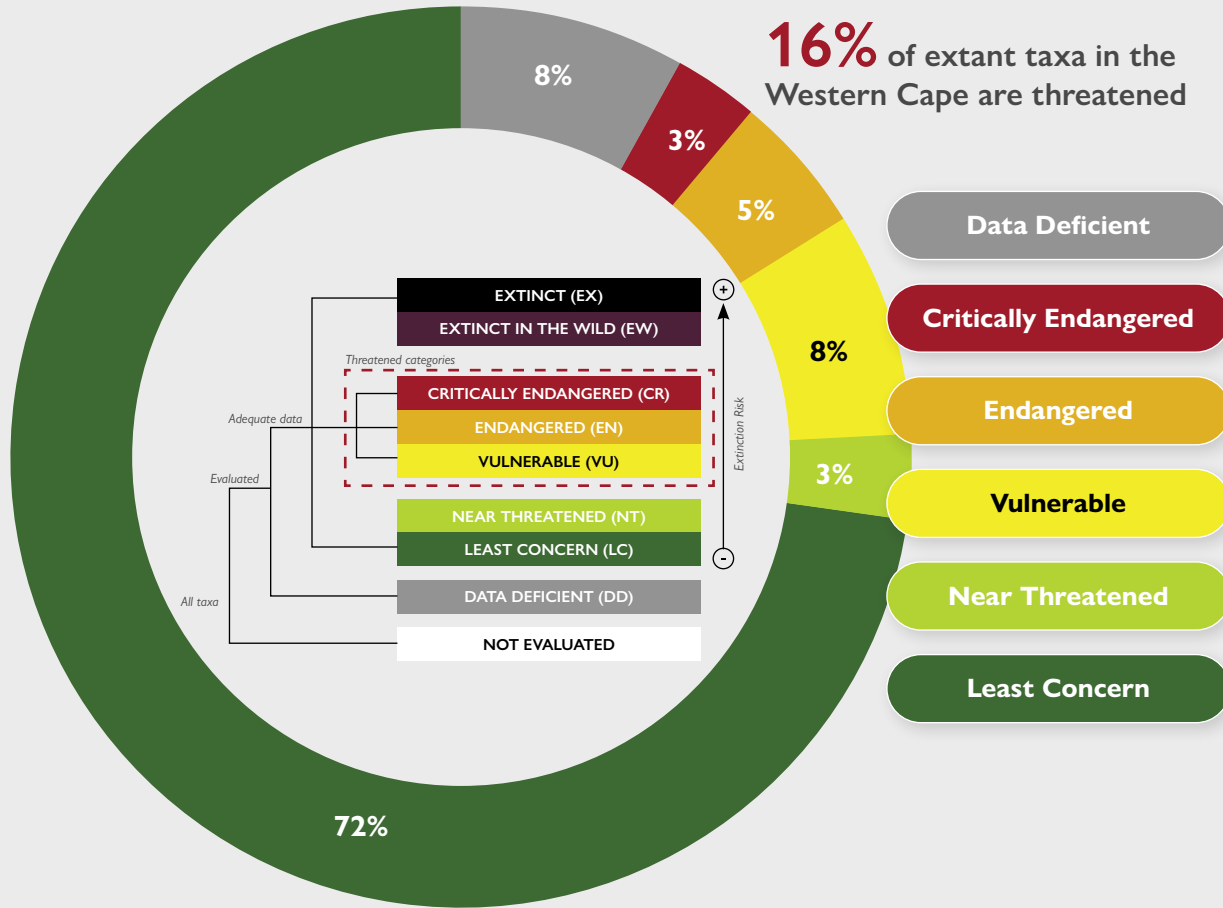 16% of extant taxa in the
Western Cape are threatened
8%
3%
5%
8%
3%
72%
Data Deficient
Critically Endangered
Endangered
Vulnerable
Near Threatened
Least Concern
EXTINCT (EX)
EXTINCT IN THE WILD (EW)
Threatened categories
CRITICALLY ENDANGERED (CR)
ENDANGERED (EN)
VULNERABLE (VU)
NEAR THREATENED (NT)
LEAST CONCERN (LC)
DATA DEFICIENT (DD)
NOT EVALUATED
Adequate data
Evaluated
All taxa
+
Extinction Risk
-